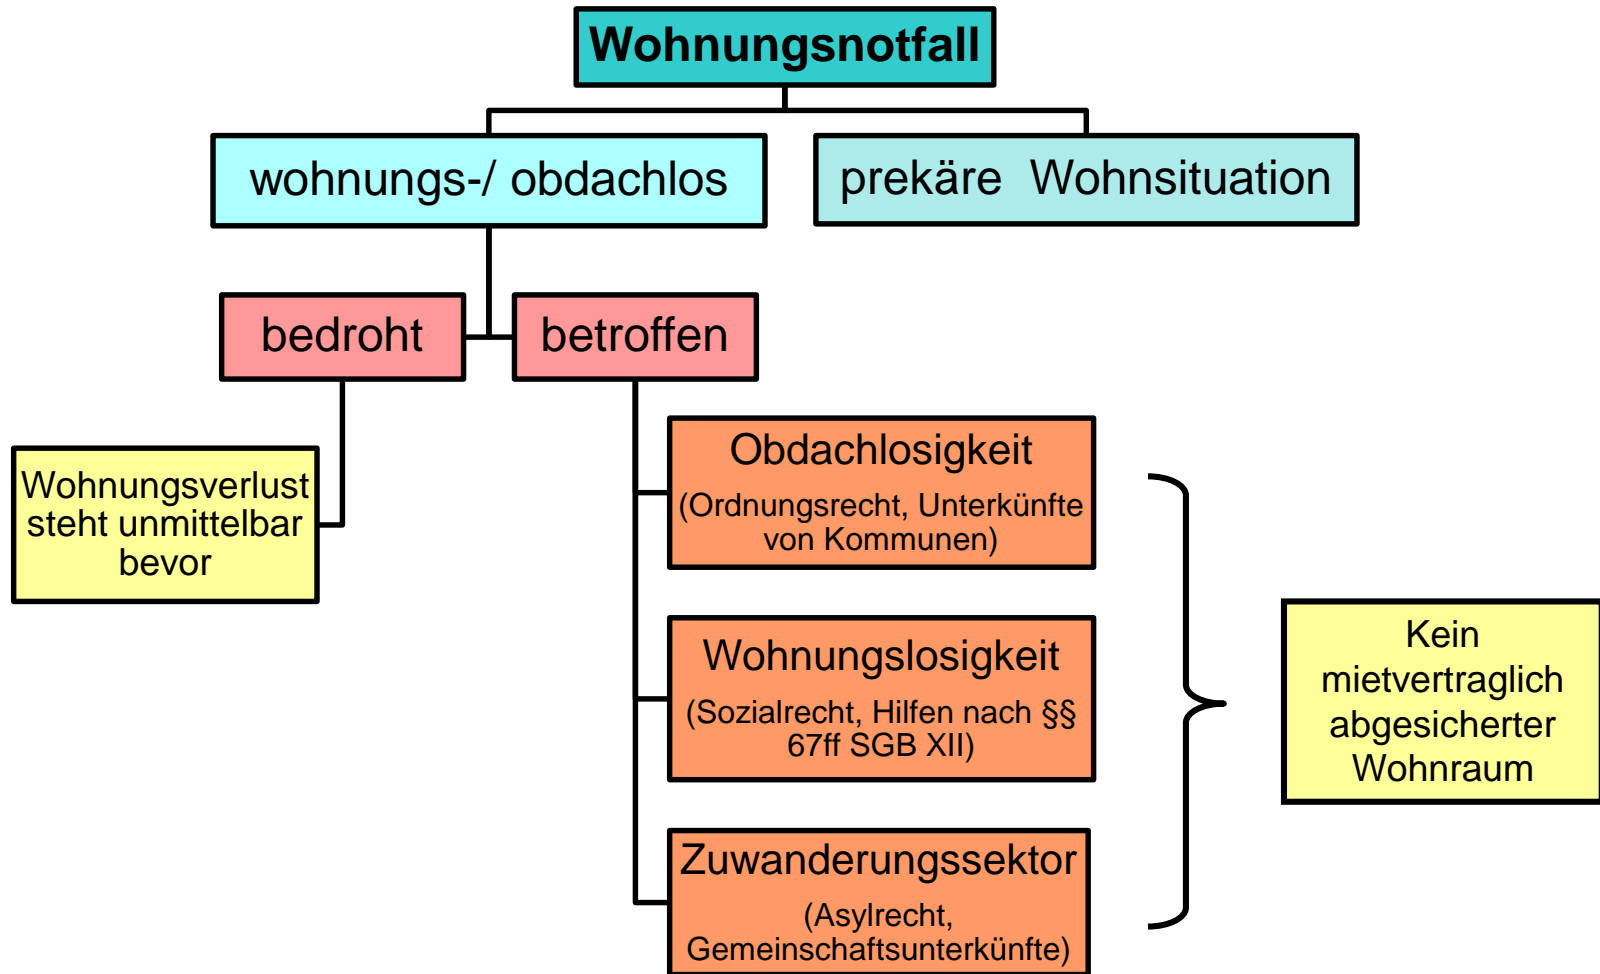 Wohnungsnotfall
wohnungs-/ obdachlos
prekäre Wohnsituation
bedroht
betroffen
Wohnungsverlust
steht unmittelbar
bevor
Obdachlosigkeit
(Ordnungsrecht, Unterkünfte
von Kommunen)
Wohnungslosigkeit
(Sozialrecht, Hilfen nach §§
67ff SGB XII)
Zuwanderungssektor
(Asylrecht,
Gemeinschaftsunterkünfte)
Kein
mietvertraglich
abgesicherter
Wohnraum